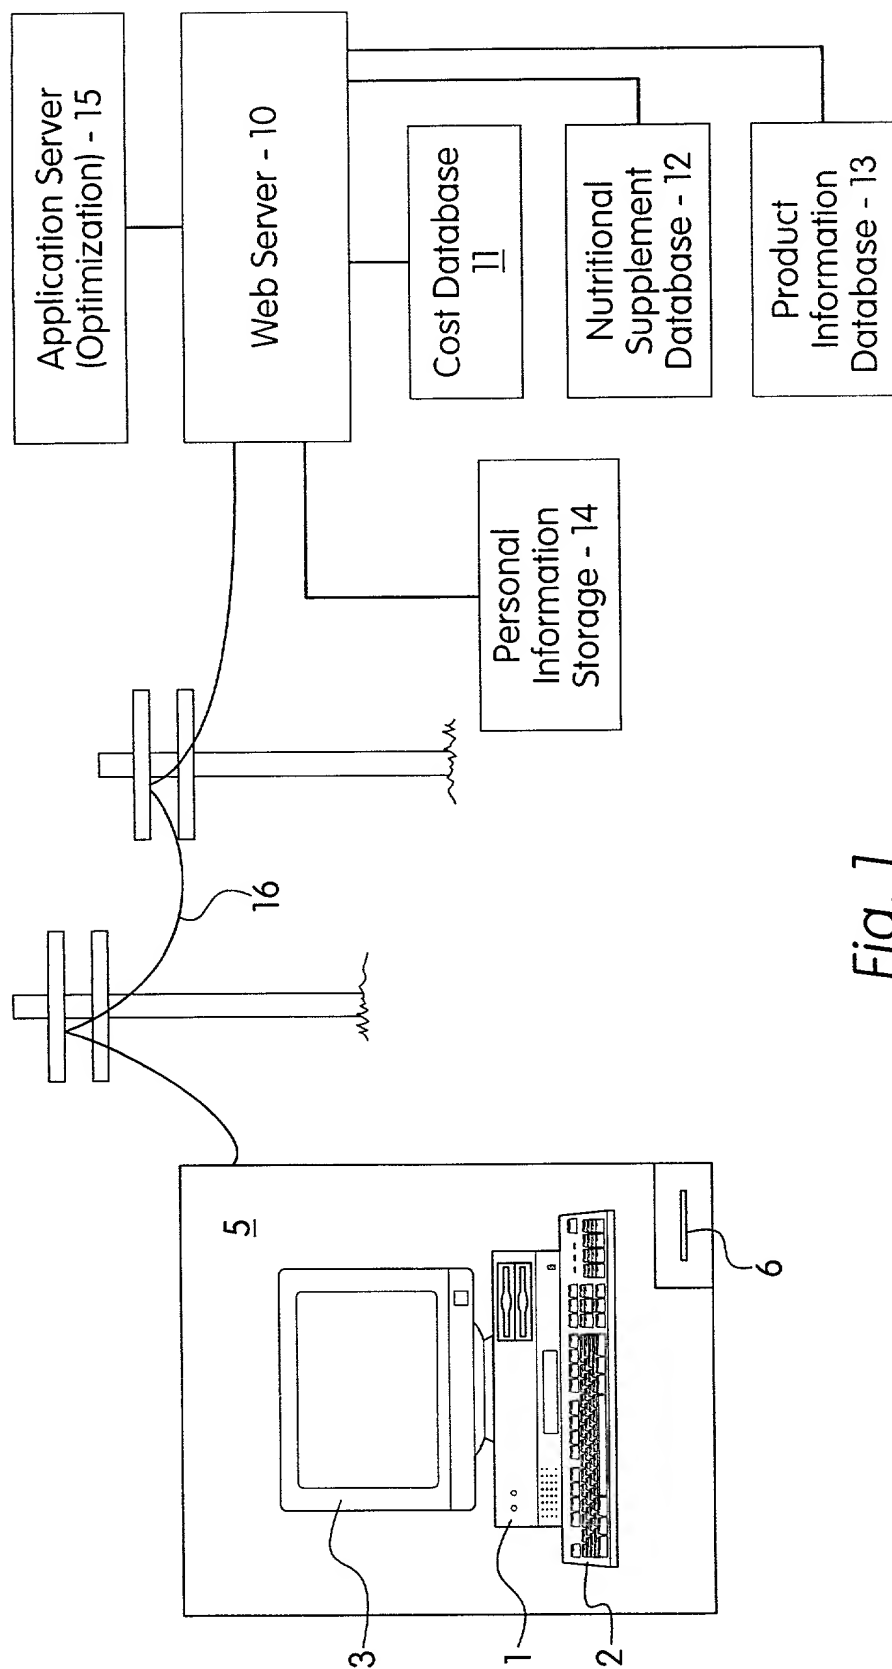 Application Server
(Optimization) - 15
Web Server - 10
Cost Database
11
Nutritional
Supplement
Database - 12
Product
Information
Database - 13
Personal
Information
Storage - 14
16
5
3
1
2
6
Fig. 1